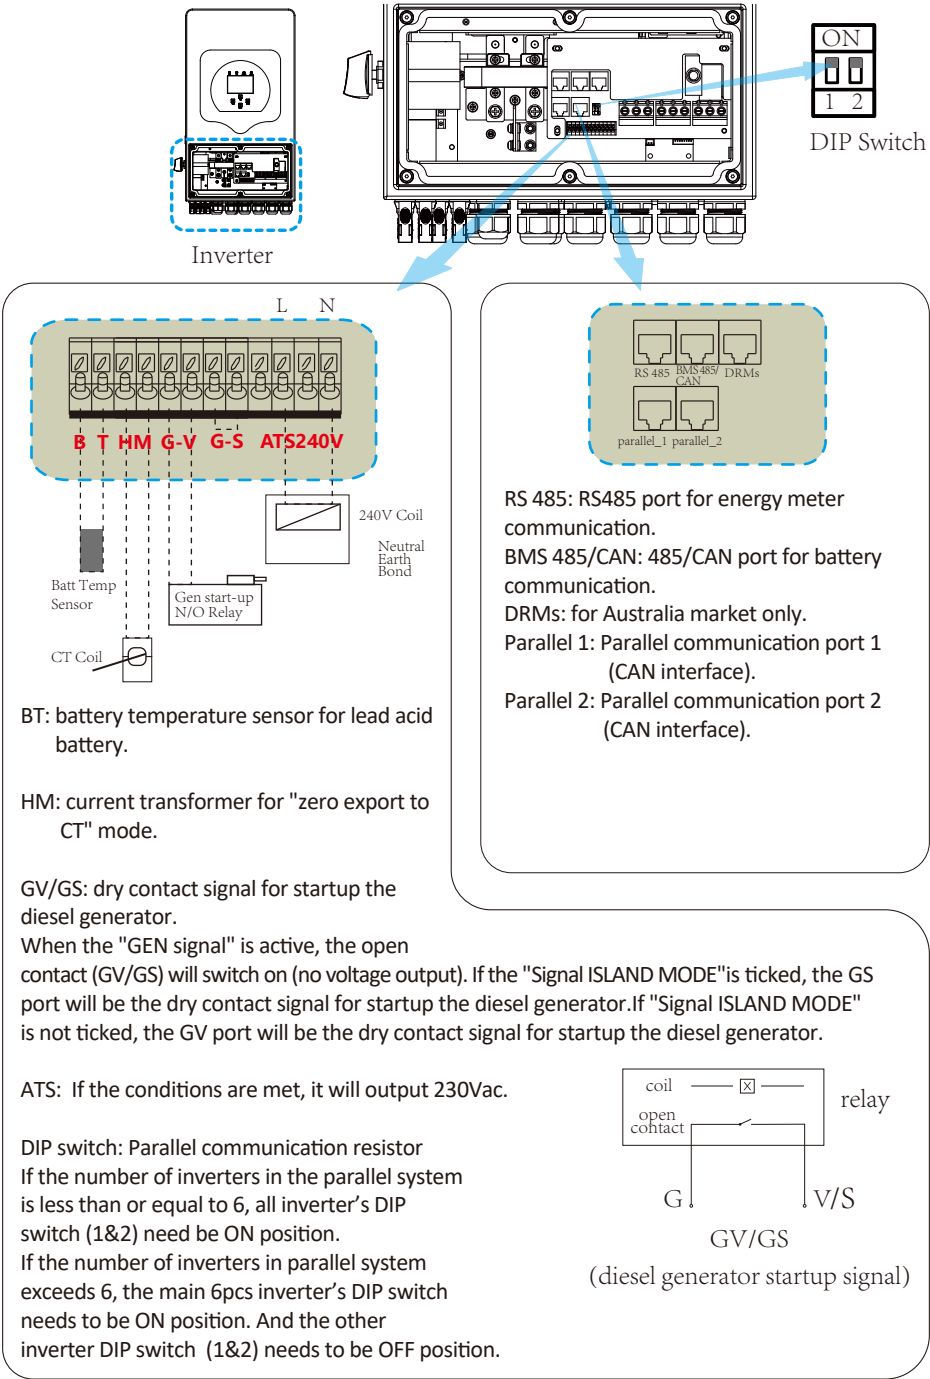 ON
1 2
DIP Switch
Inverter
L N
B T HM G-V G-S ATS240V
240V Coil
Neutral
Earth
Bond
Batt Temp
Sensor
Gen start-up
N/O Relay
CT Coil
RS 485 BMS 485/ DRMs
CAN
parallel_1 parallel_2
RS 485: RS485 port for energy meter
communication.
BMS 485/CAN: 485/CAN port for battery
communication.
DRMs: for Australia market only.
Parallel 1: Parallel communication port 1
(CAN interface).
Parallel 2: Parallel communication port 2
(CAN interface).
BT: battery temperature sensor for lead acid
battery.
HM: current transformer for "zero export to
CT" mode.
GV/GS: dry contact signal for startup the
diesel generator.
When the "GEN signal" is active, the open
contact (GV/GS) will switch on (no voltage output). If the "Signal ISLAND MODE"is ticked, the GS
port will be the dry contact signal for startup the diesel generator.If "Signal ISLAND MODE"
is not ticked, the GV port will be the dry contact signal for startup the diesel generator.
ATS: If the conditions are met, it will output 230Vac.
DIP switch: Parallel communication resistor
If the number of inverters in the parallel system
is less than or equal to 6, all inverter’s DIP
switch (1&2) need be ON position.
If the number of inverters in parallel system
exceeds 6, the main 6pcs inverter’s DIP switch
needs to be ON position. And the other
inverter DIP switch (1&2) needs to be OFF position.
coil x
relay
open
contact
G V/S
GV/GS
(diesel generator startup signal)